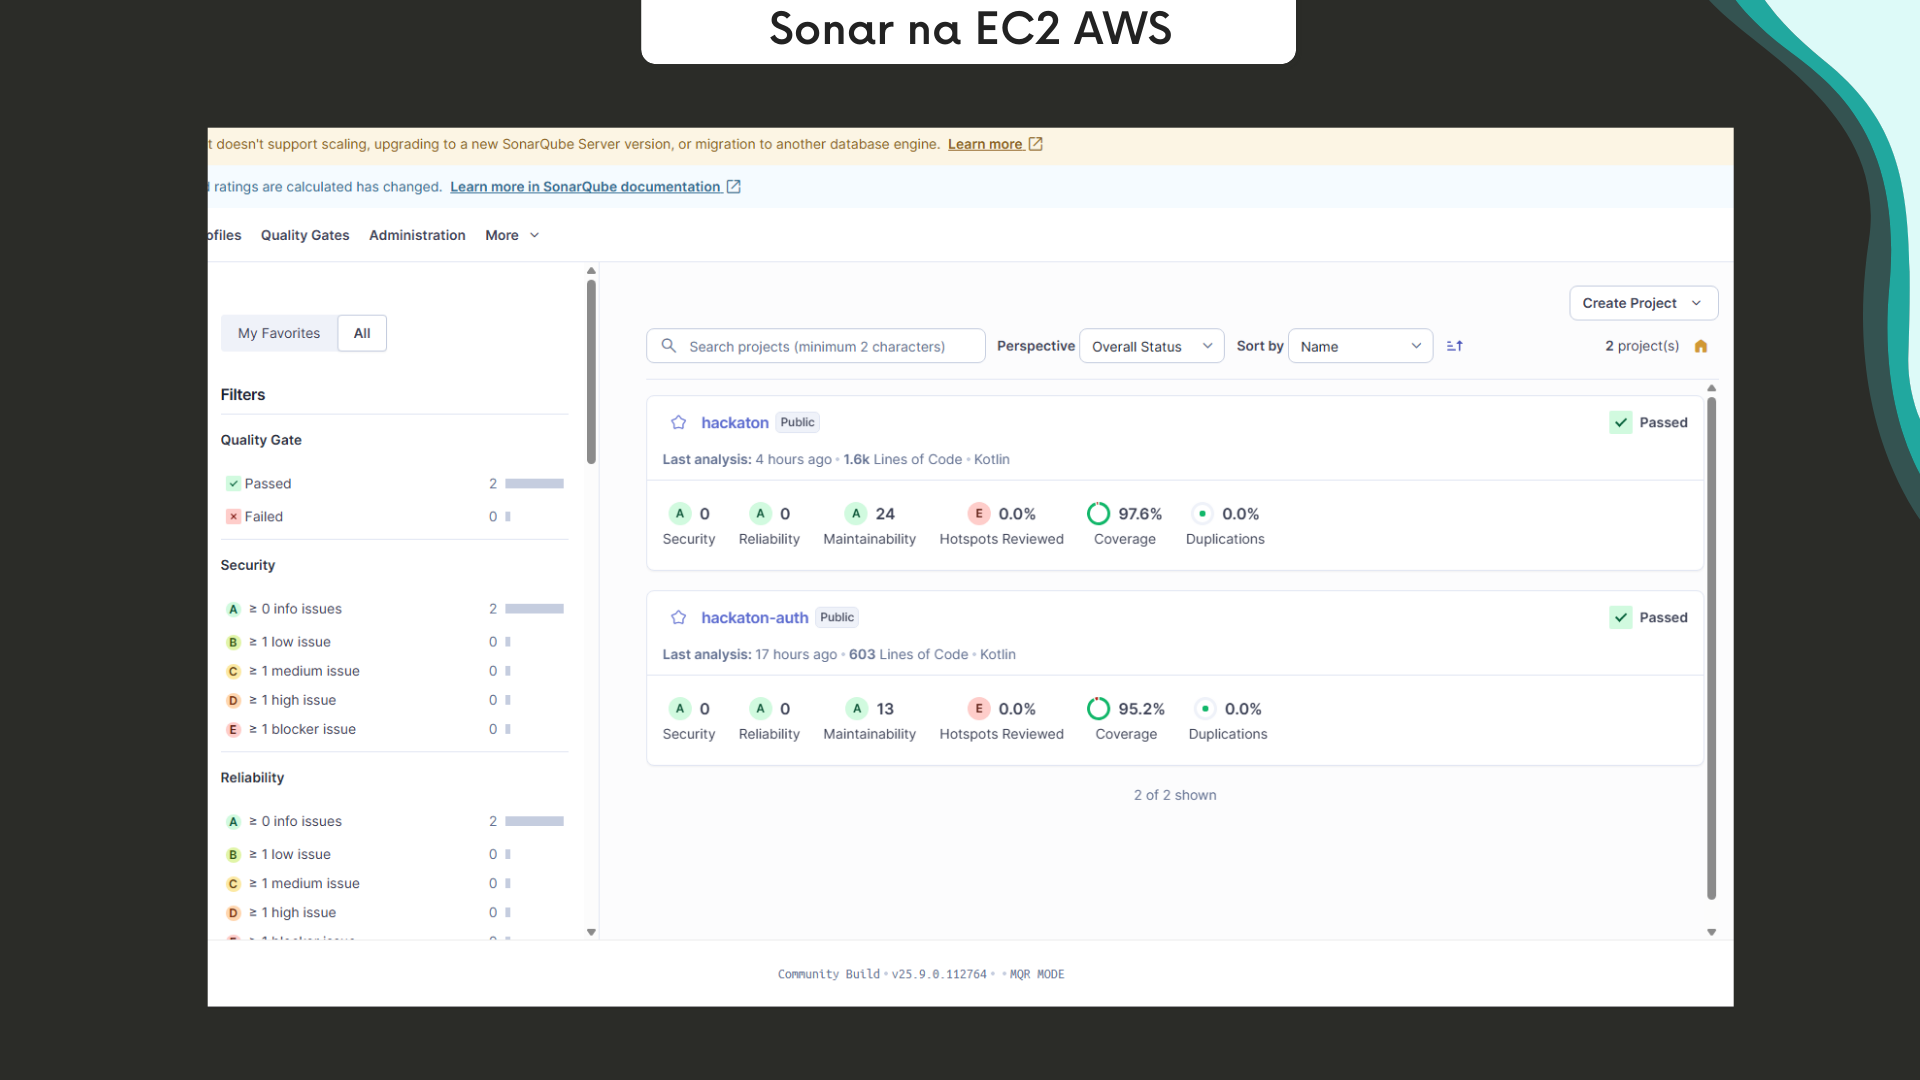 Sonar na EC2 AWS
t doesn't support scaling, upgrading to a new SonarQube Server version, or migration to another database engine. Learn more
ratings are calculated has changed. Learn more in SonarQube documentation
ofiles Quality Gates Administration More
Create Project
My Favorites All
Search projects (minimum 2 characters) Perspective Overall Status Sort by Name 2 project(s)
Filters
Quality Gate
Passed 2
Failed 0
Security
A ≥ 0 info issues 2
B ≥ 1 low issue 0
C ≥ 1 medium issue 0
D ≥ 1 high issue 0
E ≥ 1 blocker issue 0
Reliability
A ≥ 0 info issues 2
B ≥ 1 low issue 0
C ≥ 1 medium issue 0
D ≥ 1 high issue 0
hackaton Public Passed
Last analysis: 4 hours ago • 1.6k Lines of Code • Kotlin
A 0 A 0 A 24 E 0.0% 97.6% 0.0%
Security Reliability Maintainability Hotspots Reviewed Coverage Duplications
hackaton-auth Public Passed
Last analysis: 17 hours ago • 603 Lines of Code • Kotlin
A 0 A 0 A 13 E 0.0% 95.2% 0.0%
Security Reliability Maintainability Hotspots Reviewed Coverage Duplications
2 of 2 shown
Community Build • v25.9.0.112764 • • MQR MODE